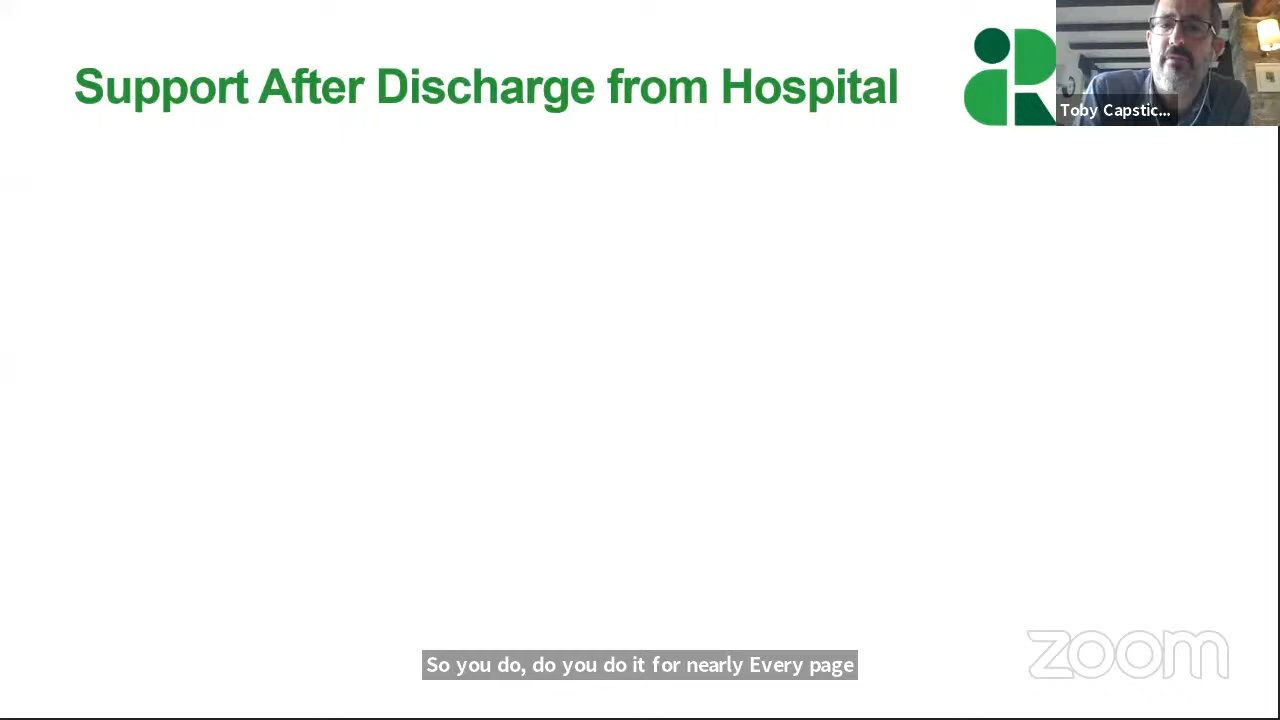 Support After Discharge from Hospital
Toby Capstic...
So you do, do you do it for nearly Every page
zoom